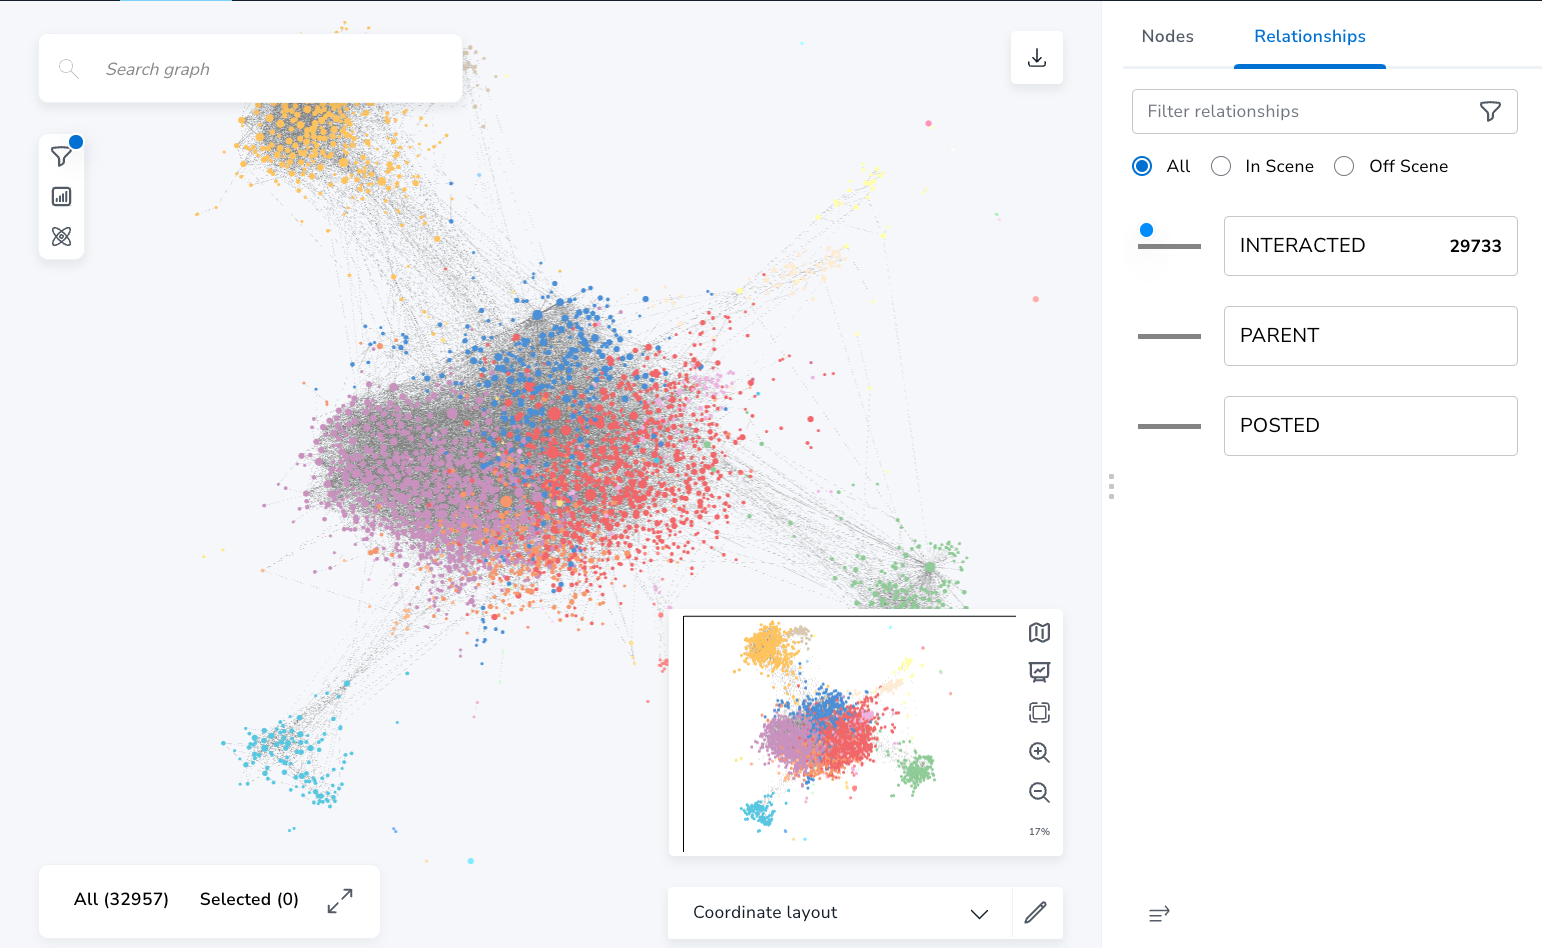 Search graph
Nodes
Relationships
Filter relationships
All
In Scene
Off Scene
INTERACTED 29733
PARENT
POSTED
17%
All (32957)
Selected (0)
Coordinate layout